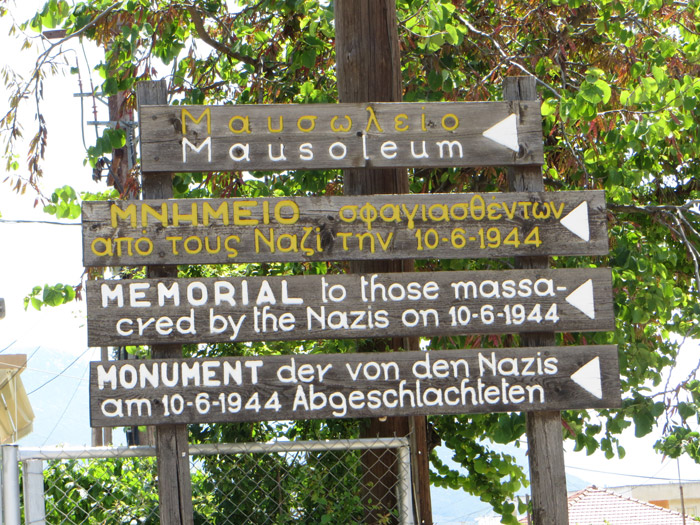 Μαυσωλείο
Mausoleum
ΜΝΗΜΕΙΟ σφαγιασθέντων
από τους Ναζί την 10-6-1944
MEMORIAL to those massa-
cred by the Nazis on 10-6-1944
MONUMENT der von den Nazis
am 10-6-1944 Abgeschlachteten